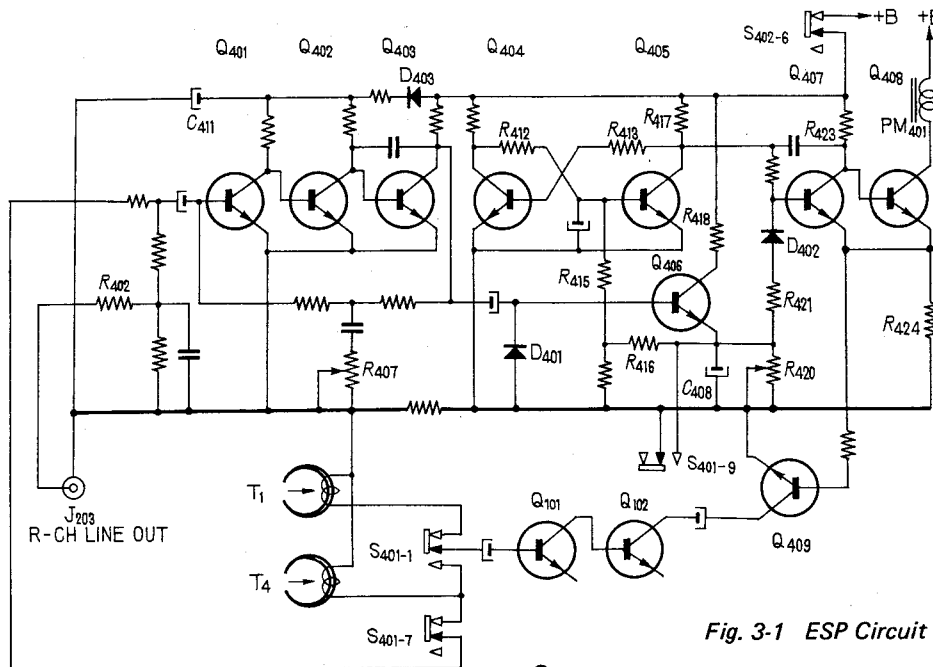 S402-6
+B
+B
Q401
Q402
Q403
Q404
Q405
Q407
Q408
D403
C411
R412
R413
R417
R423
PM401
R418
R402
R415
Q406
D402
R421
R424
D401
R416
C408
R407
R420
T1
S401-9
J203
R-CH LINE OUT
Q101
Q102
Q409
S401-1
T4
S401-7
Fig. 3-1 ESP Circuit